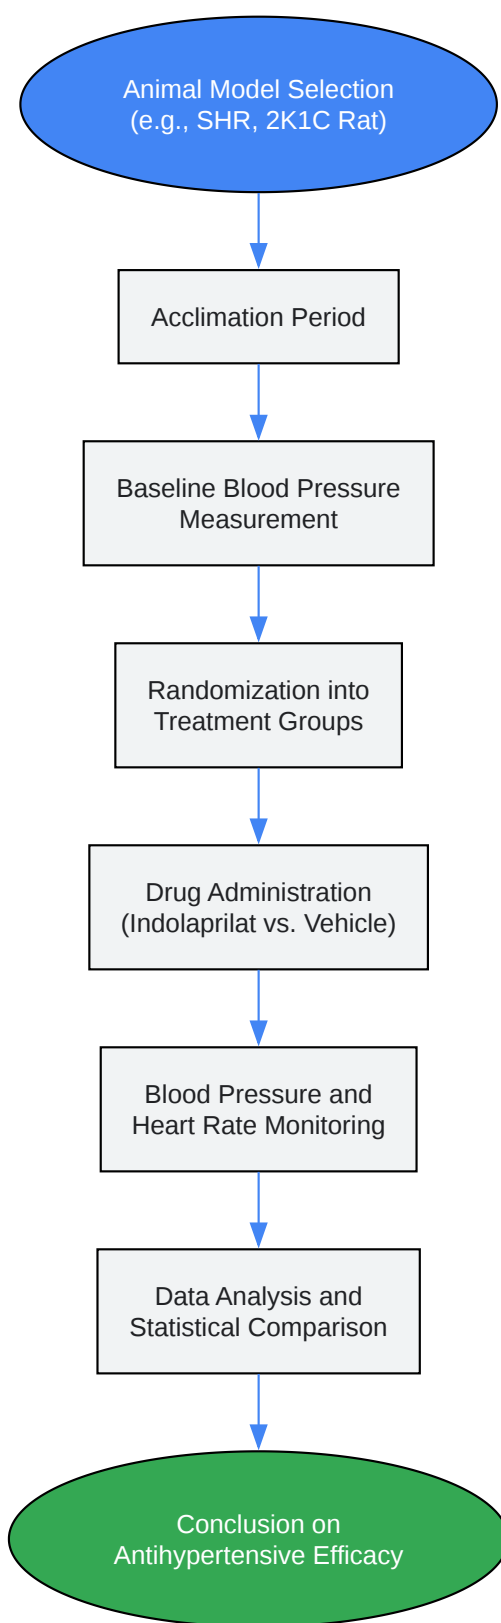 Animal Model Selection
(e.g., SHR, 2K1C Rat)
Acclimation Period
Baseline Blood Pressure
Measurement
Randomization into
Treatment Groups
Drug Administration
(Indolaprilat vs. Vehicle)
Blood Pressure and
Heart Rate Monitoring
Data Analysis and
Statistical Comparison
Conclusion on
Antihypertensive Efficacy